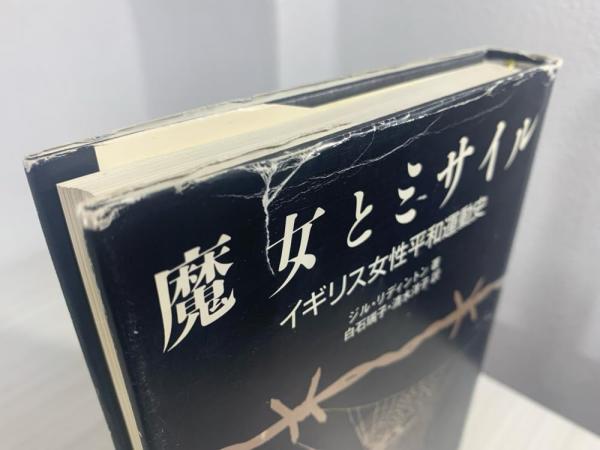 魔女とミサイル
イギリス女性平和運動史
ジル・リディントン 著
白石瑞子・清水洋子 訳